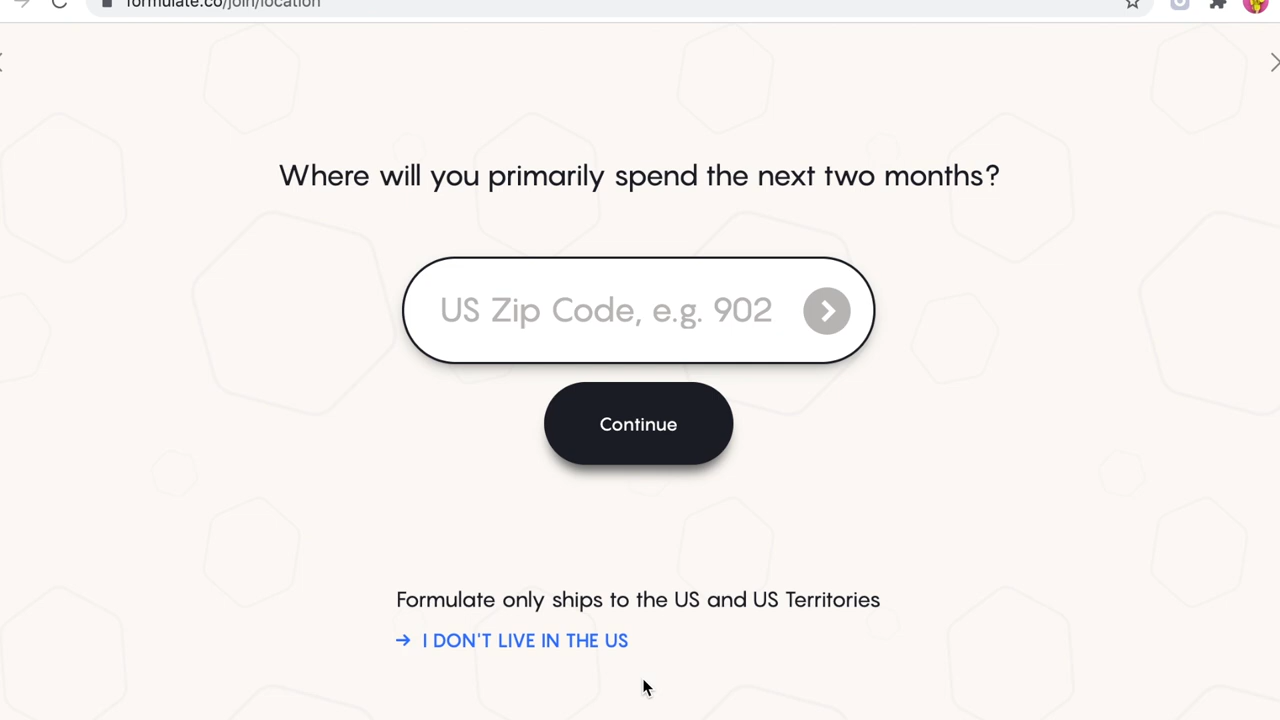 formulate.co/join/location
Where will you primarily spend the next two months?
US Zip Code, e.g. 902
Continue
Formulate only ships to the US and US Territories
→ I DON'T LIVE IN THE US